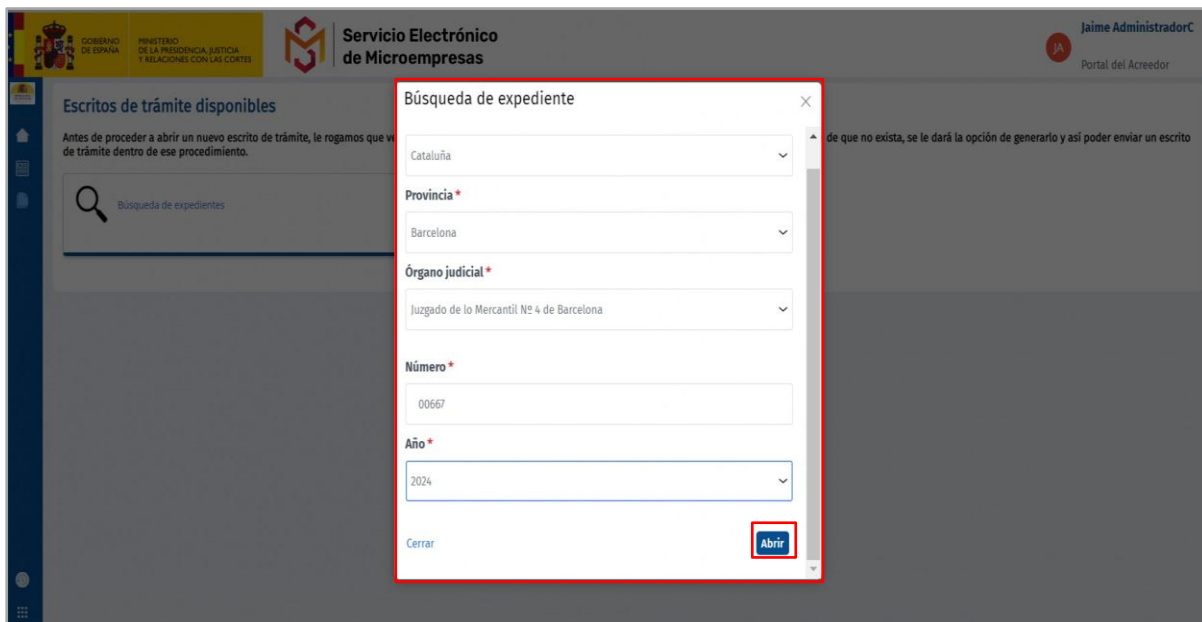 GOBIERNO
DE ESPAÑA
MINISTERIO
DE LA PRESIDENCIA, JUSTICIA
Y RELACIONES CON LAS CORTES
Servicio Electrónico
de Microempresas
JA
Jaime AdministradorC
Portal del Acreedor
Escritos de trámite disponibles
Antes de proceder a abrir un nuevo escrito de trámite, le rogamos que
de que no exista, se le dará la opción de generarlo y así poder enviar un escrito
de trámite dentro de ese procedimiento.
Búsqueda de expedientes
Búsqueda de expediente
Cataluña
Provincia *
Barcelona
Órgano judicial *
Juzgado de lo Mercantil Nº 4 de Barcelona
Número *
00667
Año *
2024
Cerrar
Abrir